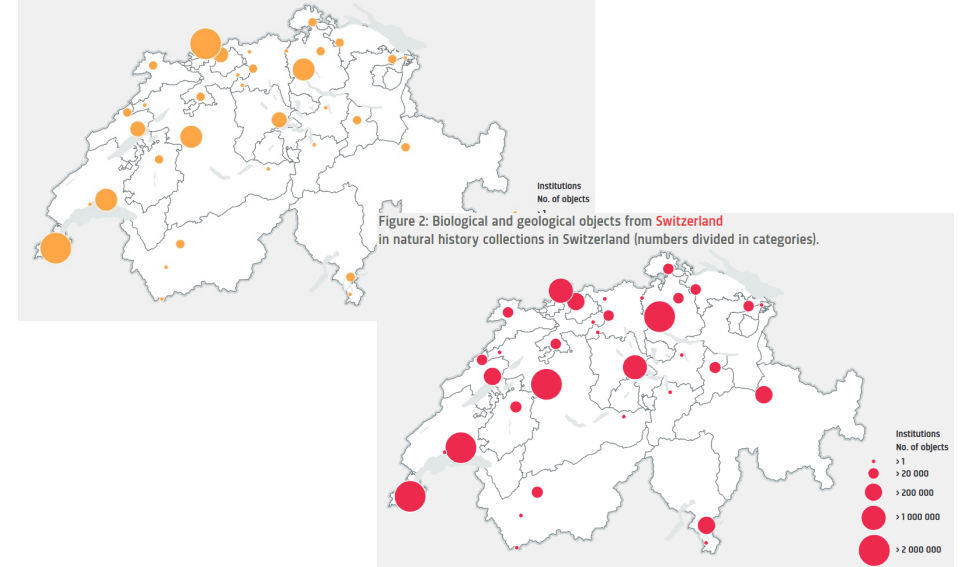 Institutions
No. of objects
Figure 2: Biological and geological objects from Switzerland
in natural history collections in Switzerland (numbers divided in categories).
Institutions
No. of objects
> 1
> 20 000
> 200 000
> 1 000 000
> 2 000 000